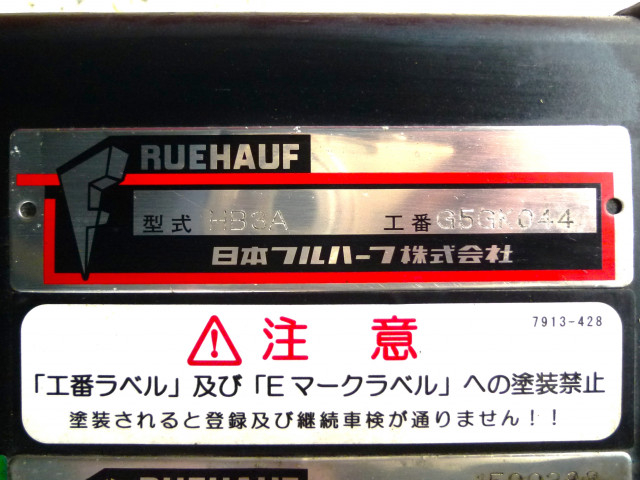 RUEHAUF
型式 HB3A 工番 G5GK044
日本フルハーフ株式会社
⚠注意 7913-428
「工番ラベル」及び「Eマークラベル」への塗装禁止
塗装されると登録及び継続車検が通りません!!
RUEHAUF